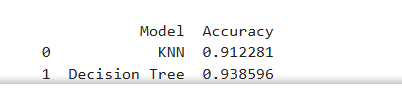 Model Accuracy
0 KNN 0.912281
1 Decision Tree 0.938596